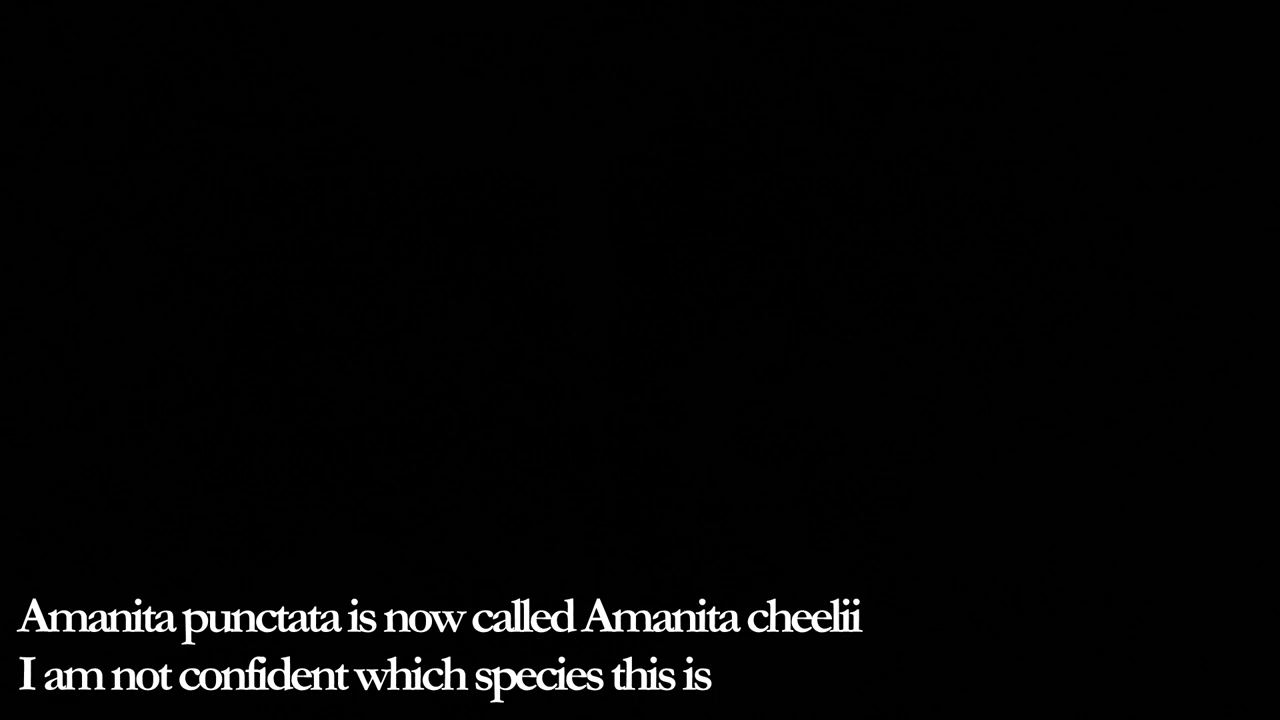 Amanita punctata is now called Amanita cheelii
I am not confident which species this is